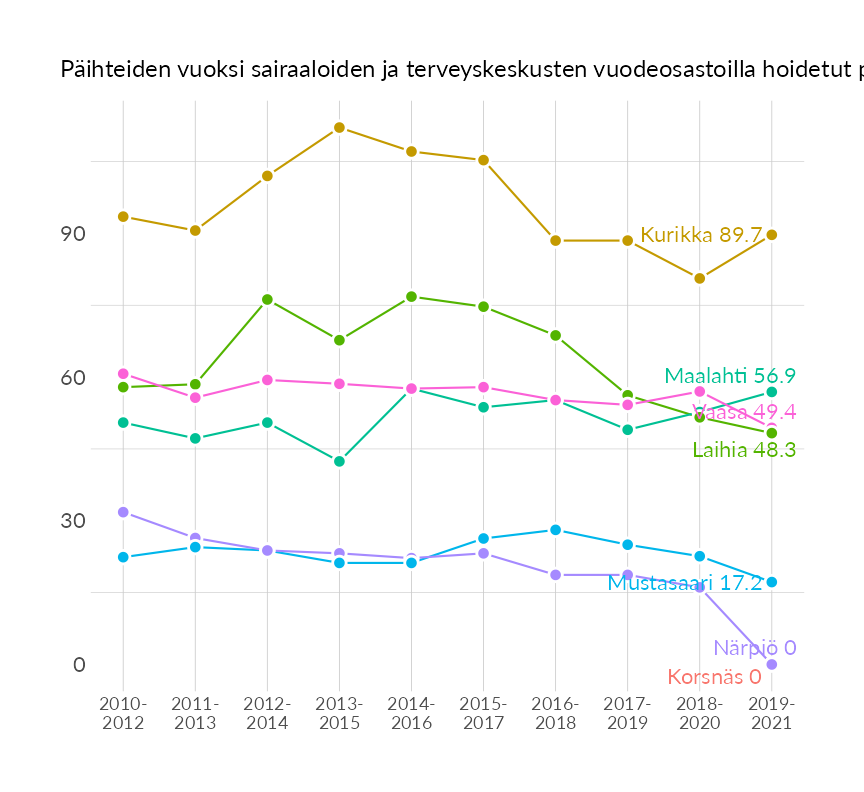 Päihteiden vuoksi sairaaloiden ja terveyskeskusten vuodeosastoilla hoidetut
90
60
30
0
Kurikka 89.7
Maalahti 56.9
Vaasa 49.4
Laihia 48.3
Mustasaari 17.2
Närpiö 0
Korsnäs 0
2010- 2011- 2012- 2013- 2014- 2015- 2016- 2017- 2018- 2019-
2012 2013 2014 2015 2016 2017 2018 2019 2020 2021